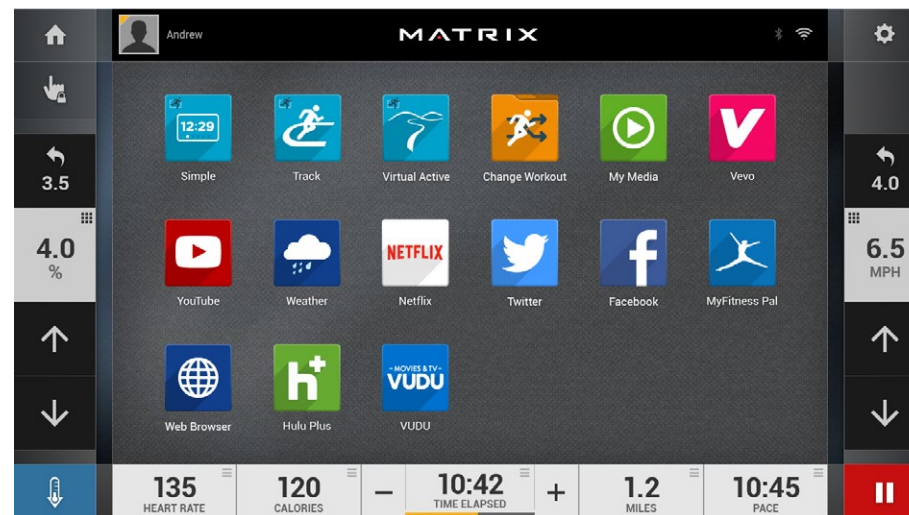 Andrew
MATRIX
3.5
4.0
%
4.0
6.5
MPH
12:29
Simple
Track
Virtual Active
Change Workout
My Media
V
Vevo
YouTube
Weather
NETFLIX
Netflix
Twitter
f
Facebook
MyFitness Pal
Web Browser
h+
Hulu Plus
- MOVIES & TV -
VUDU
VUDU
135
HEART RATE
120
CALORIES
−
10:42
TIME ELAPSED
+
1.2
MILES
10:45
PACE